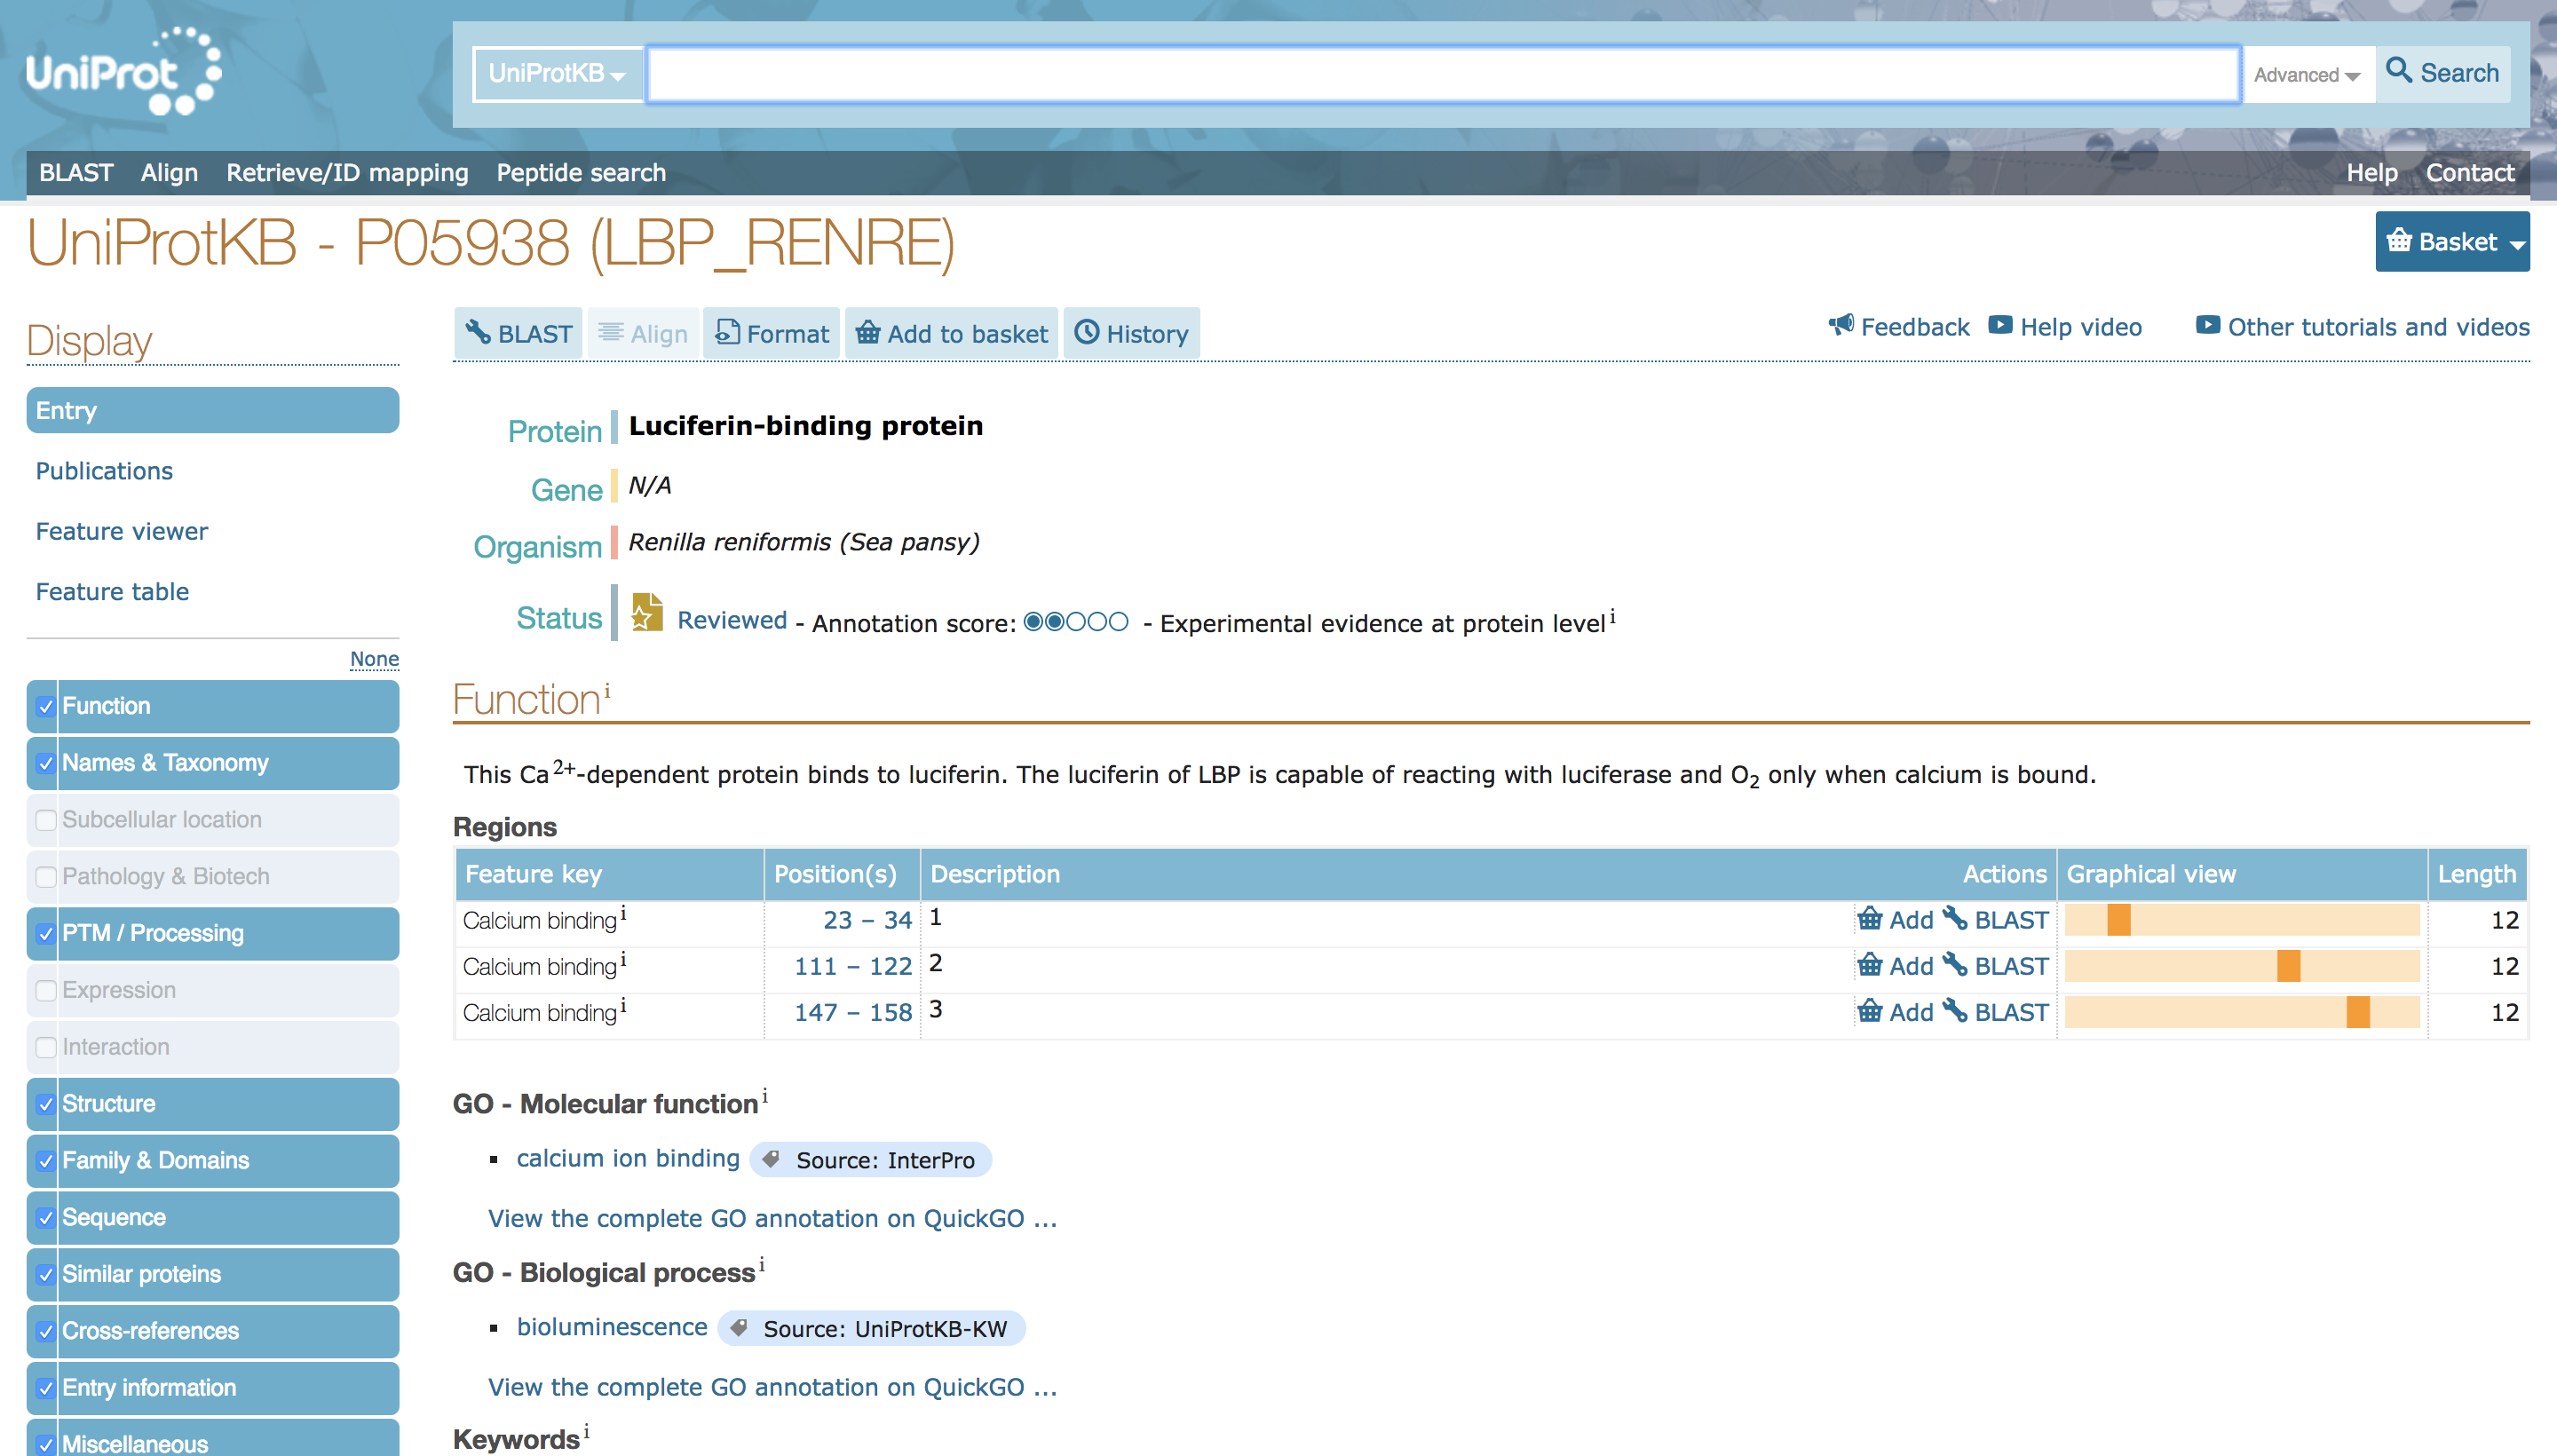 UniProt
UniProtKB
Advanced
Search
BLAST Align Retrieve/ID mapping Peptide search Help Contact
UniProtKB - P05938 (LBP_RENRE)
Basket
Display
BLAST Align Format Add to basket History
Feedback Help video Other tutorials and videos
Entry
Publications
Feature viewer
Feature table
None
Function
Names & Taxonomy
Subcellular location
Pathology & Biotech
PTM / Processing
Expression
Interaction
Structure
Family & Domains
Sequence
Similar proteins
Cross-references
Entry information
Miscellaneous
Protein Luciferin-binding protein
Gene N/A
Organism Renilla reniformis (Sea pansy)
Status Reviewed - Annotation score: - Experimental evidence at protein level i
Function i
This Ca2+-dependent protein binds to luciferin. The luciferin of LBP is capable of reacting with luciferase and O2 only when calcium is bound.
Regions
Feature key Position(s) Description Actions Graphical view Length
Calcium binding i 23 – 34 1 Add BLAST 12
Calcium binding i 111 – 122 2 Add BLAST 12
Calcium binding i 147 – 158 3 Add BLAST 12
GO - Molecular function i
calcium ion binding Source: InterPro
View the complete GO annotation on QuickGO ...
GO - Biological process i
bioluminescence Source: UniProtKB-KW
View the complete GO annotation on QuickGO ...
Keywords i